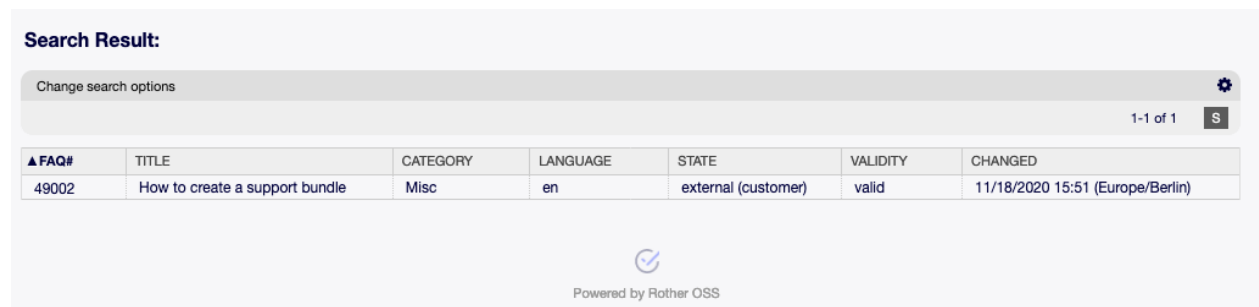 Search Result:
Change search options
1-1 of 1 S
▲FAQ# TITLE CATEGORY LANGUAGE STATE VALIDITY CHANGED
49002 How to create a support bundle Misc en external (customer) valid 11/18/2020 15:51 (Europe/Berlin)
Powered by Rother OSS